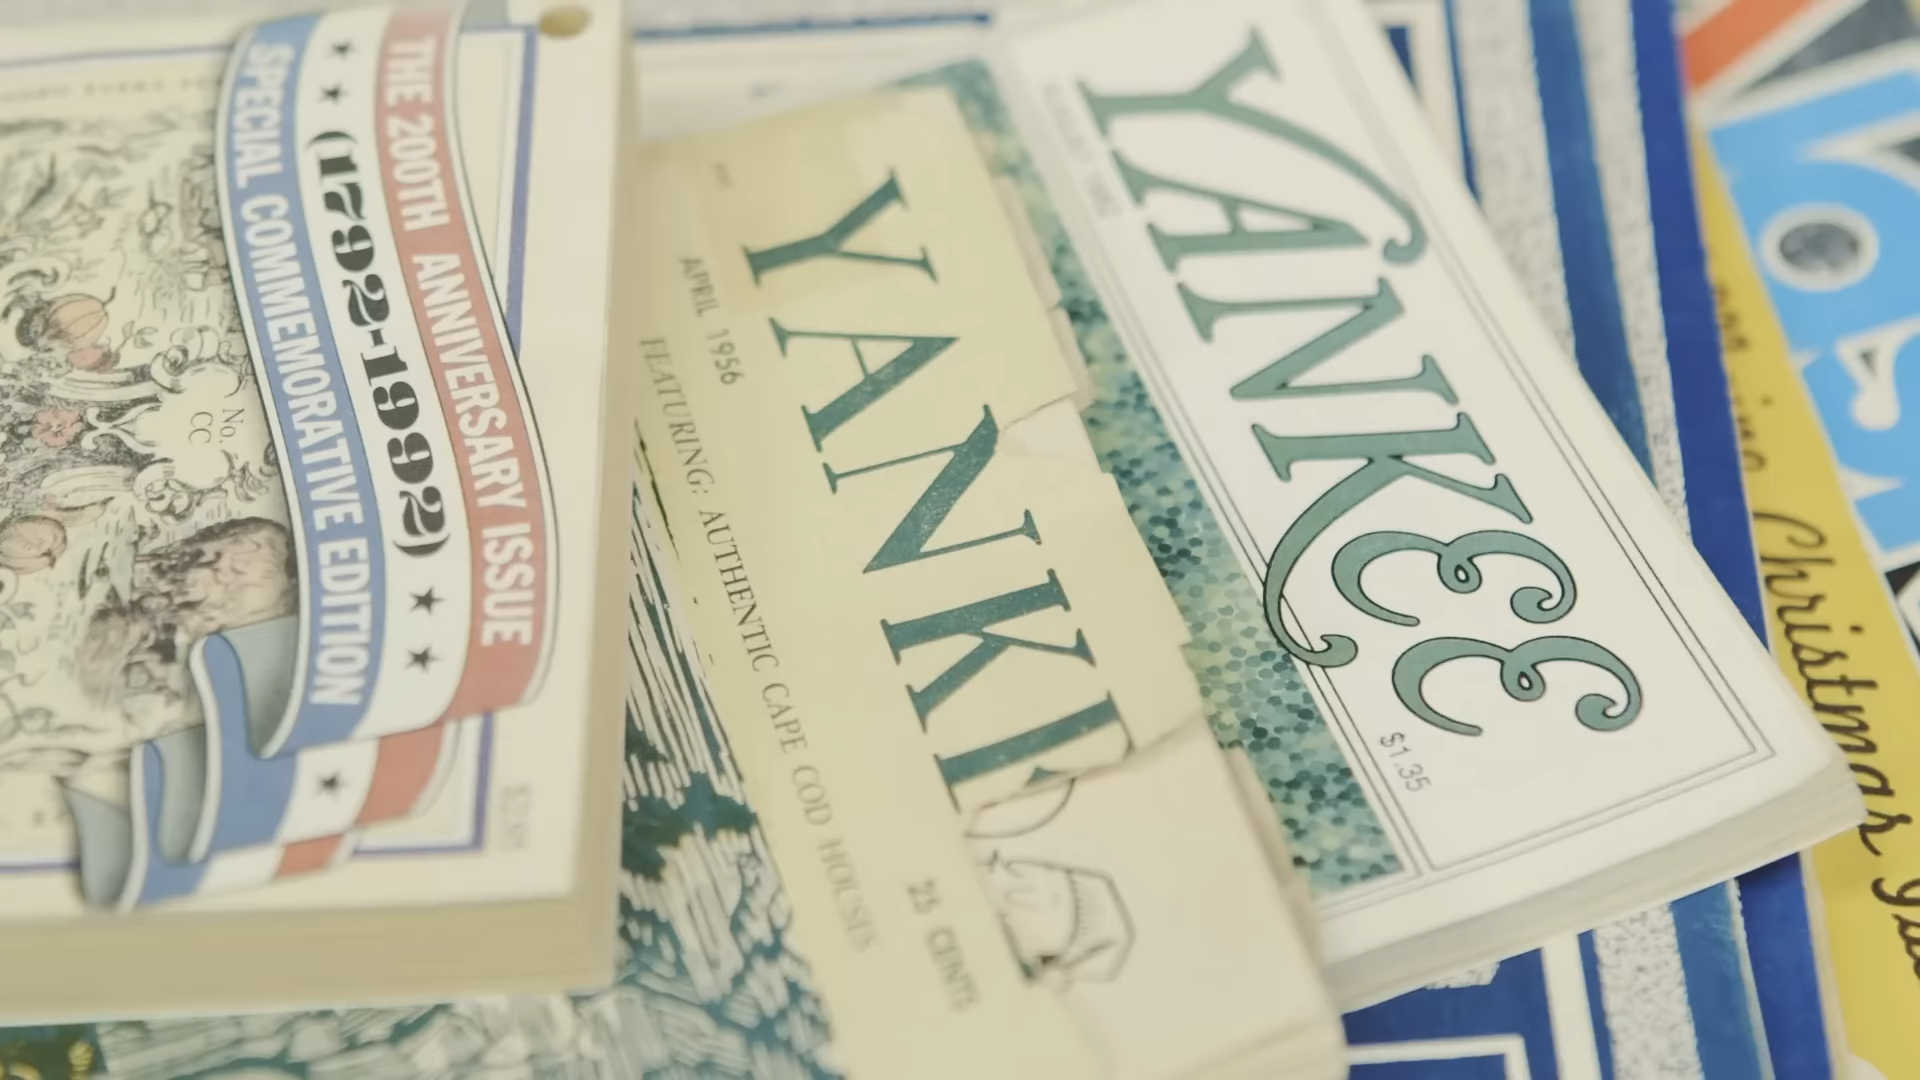 THE 200TH ANNIVERSARY ISSUE
(1792-1992)
SPECIAL COMMEMORATIVE EDITION
No.
CC
YANKE
APRIL 1956
FEATURING: AUTHENTIC CAPE COD HOUSES
25 CENTS
YANKEE
$1.35
Christmas